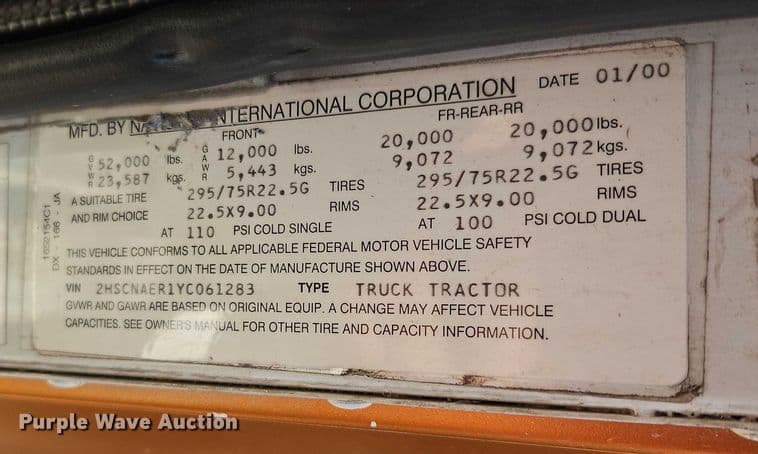 MFD. BY INTERNATIONAL CORPORATION DATE 01/00
FRONT FR-REAR-RR
GVWR 52,000 lbs. GAWR 12,000 lbs. 20,000 20,000 lbs.
23,587 kgs. 5,443 kgs. 9,072 9,072 kgs.
A SUITABLE TIRE 295/75R22.5G TIRES 295/75R22.5G TIRES
AND RIM CHOICE 22.5X9.00 RIMS 22.5X9.00 RIMS
AT 110 PSI COLD SINGLE AT 100 PSI COLD DUAL
THIS VEHICLE CONFORMS TO ALL APPLICABLE FEDERAL MOTOR VEHICLE SAFETY
STANDARDS IN EFFECT ON THE DATE OF MANUFACTURE SHOWN ABOVE.
VIN 2HSCNAER1YC061283 TYPE TRUCK TRACTOR
GVWR AND GAWR ARE BASED ON ORIGINAL EQUIP. A CHANGE MAY AFFECT VEHICLE
CAPACITIES. SEE OWNER'S MANUAL FOR OTHER TIRE AND CAPACITY INFORMATION.
Purple Wave Auction